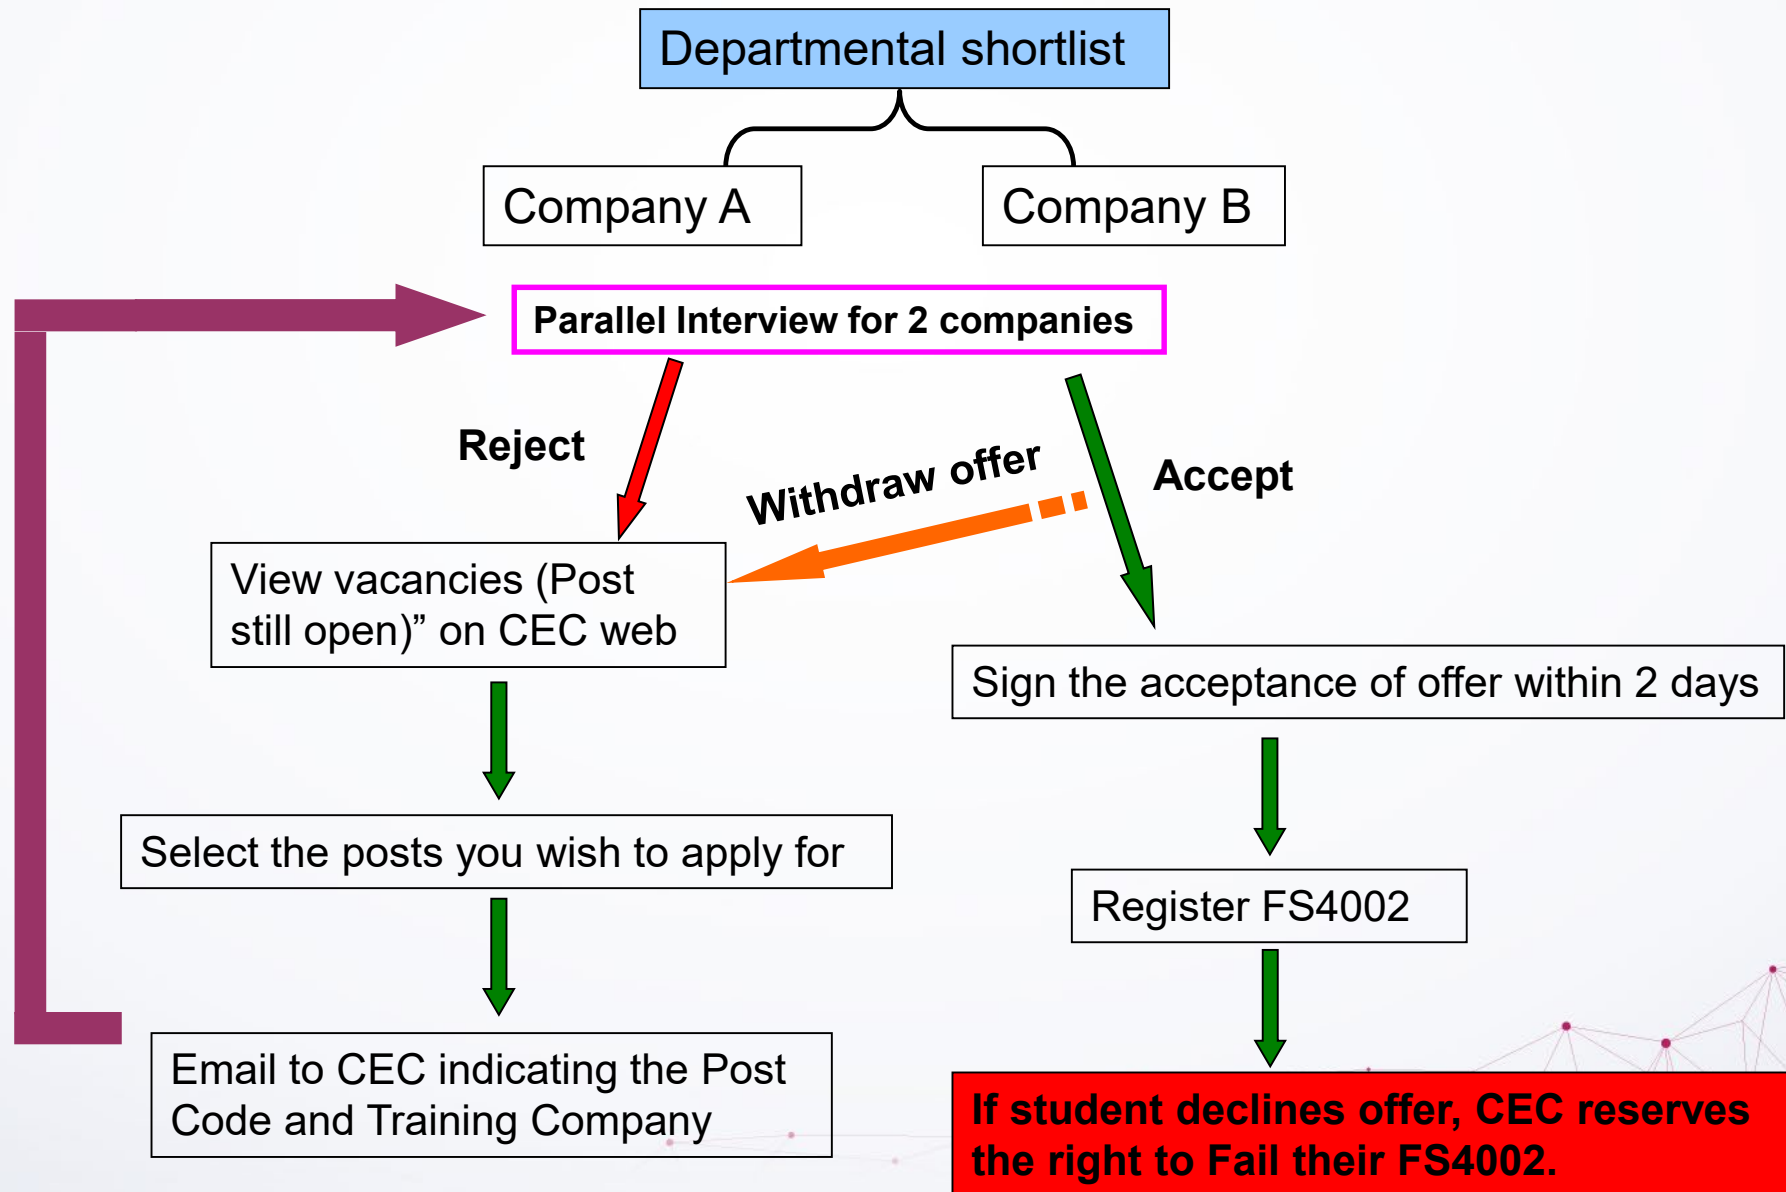 Departmental shortlist
Company A
Company B
Parallel Interview for 2 companies
Reject
Withdraw offer
Accept
View vacancies (Post
still open)” on CEC web
Sign the acceptance of offer within 2 days
Select the posts you wish to apply for
Register FS4002
Email to CEC indicating the Post
Code and Training Company
If student declines offer, CEC reserves
the right to Fail their FS4002.